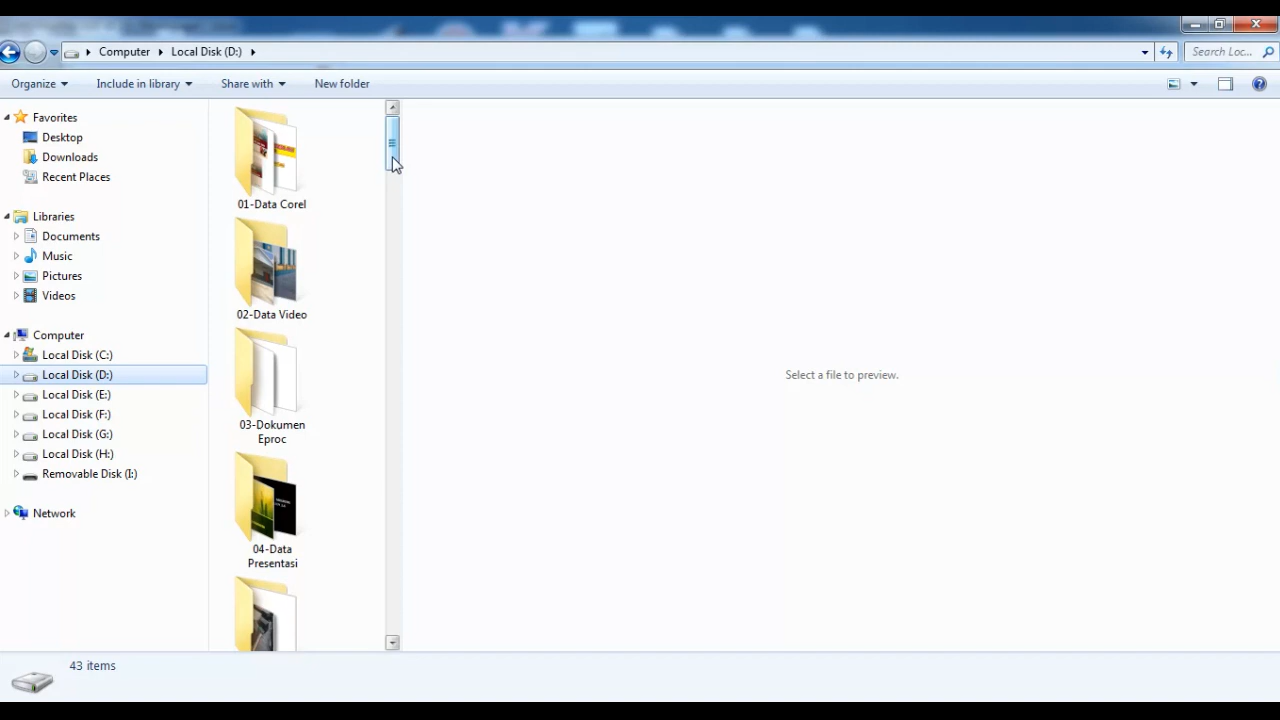 Computer Local Disk (D:)
Search Loc...
Organize Include in library Share with New folder
Favorites
Desktop
Downloads
Recent Places
Libraries
Documents
Music
Pictures
Videos
Computer
Local Disk (C:)
Local Disk (D:)
Local Disk (E:)
Local Disk (F:)
Local Disk (G:)
Local Disk (H:)
Removable Disk (I:)
Network
01-Data Corel
02-Data Video
03-Dokumen
Eproc
04-Data
Presentasi
Select a file to preview.
43 items